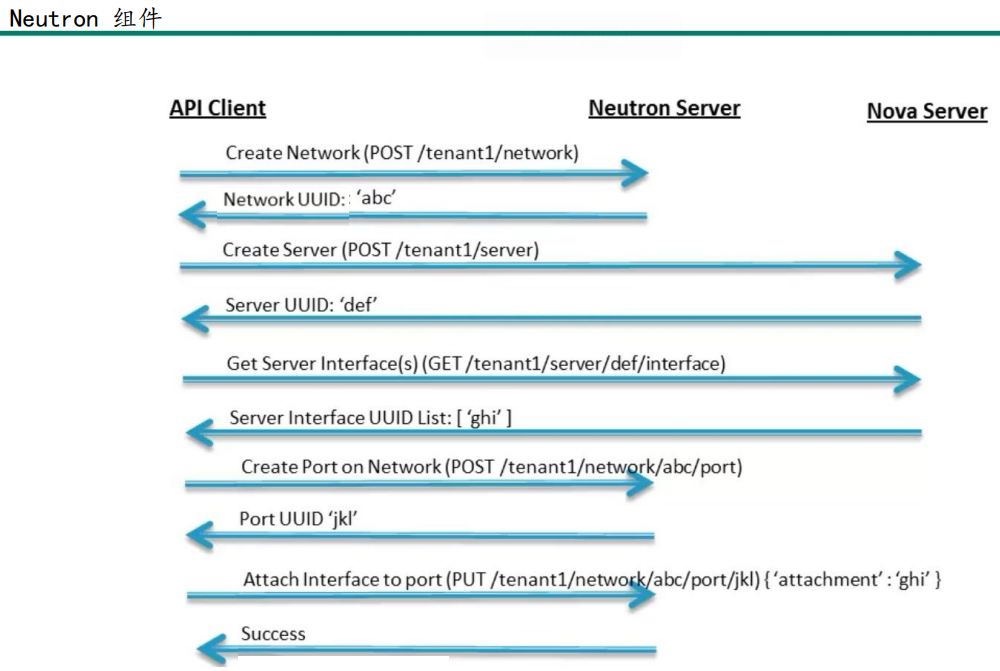 Neutron 组件
API Client
Neutron Server
Nova Server
Create Network (POST /tenant1/network)
Network UUID: 'abc'
Create Server (POST /tenant1/server)
Server UUID: 'def'
Get Server Interface(s) (GET /tenant1/server/def/interface)
Server Interface UUID List: [ 'ghi' ]
Create Port on Network (POST /tenant1/network/abc/port)
Port UUID 'jkl'
Attach Interface to port (PUT /tenant1/network/abc/port/jkl) { 'attachment' : 'ghi' }
Success